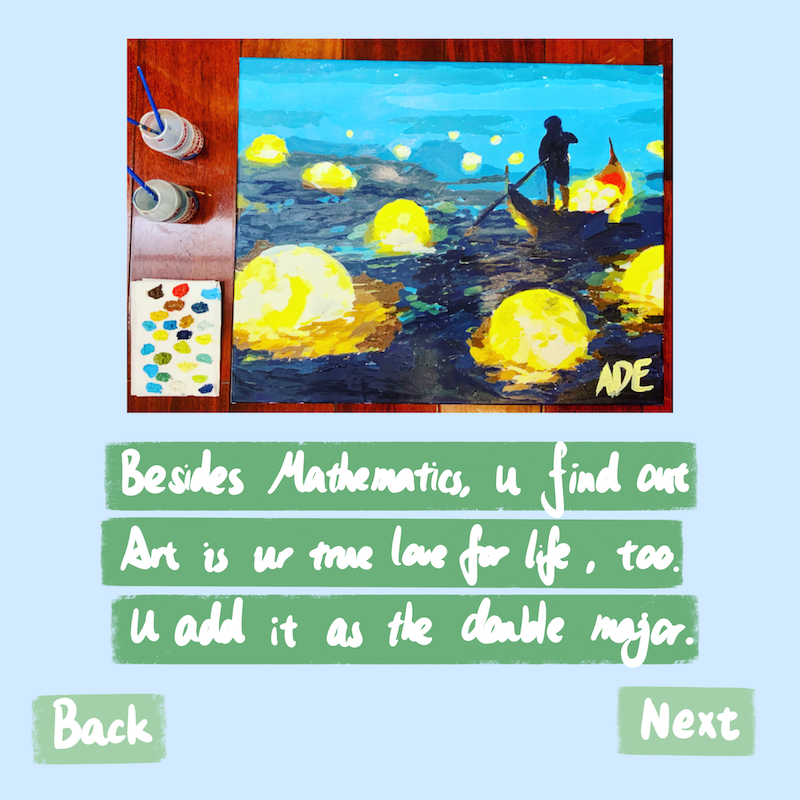 ADE
Besides Mathematics, u find out
Art is ur true love for life, too.
U add it as the double major.
Back
Next